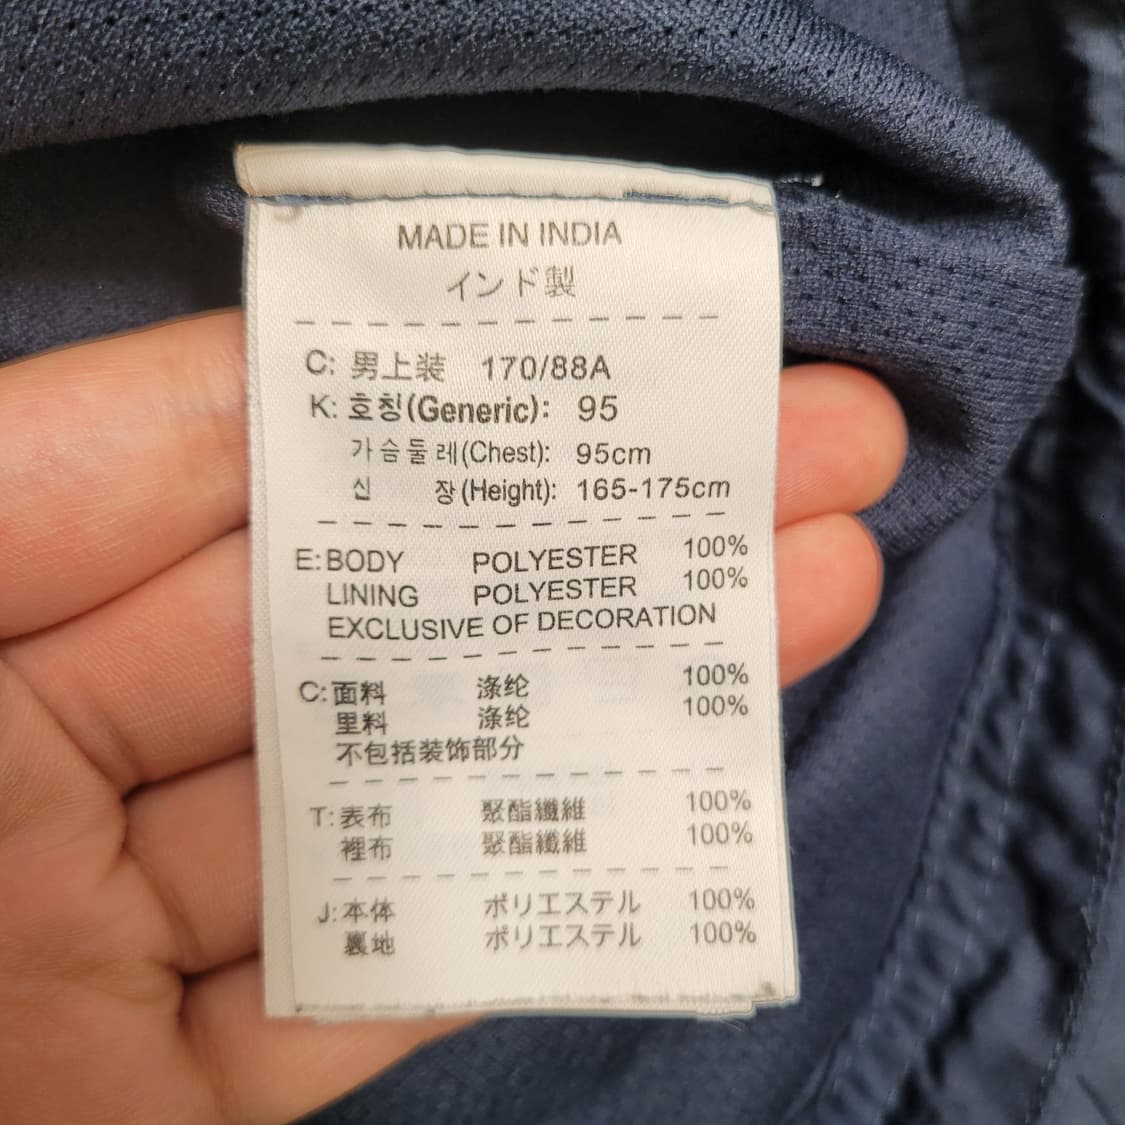 MADE IN INDIA
インド製
C: 男上装 170/88A
K: 호칭(Generic): 95
가슴둘레(Chest): 95cm
신 장(Height): 165-175cm
E: BODY POLYESTER 100%
LINING POLYESTER 100%
EXCLUSIVE OF DECORATION
C: 面料 涤纶 100%
里料 涤纶 100%
不包括装饰部分
T: 表布 聚酯纖維 100%
裡布 聚酯纖維 100%
J: 本体 ポリエステル 100%
裏地 ポリエステル 100%